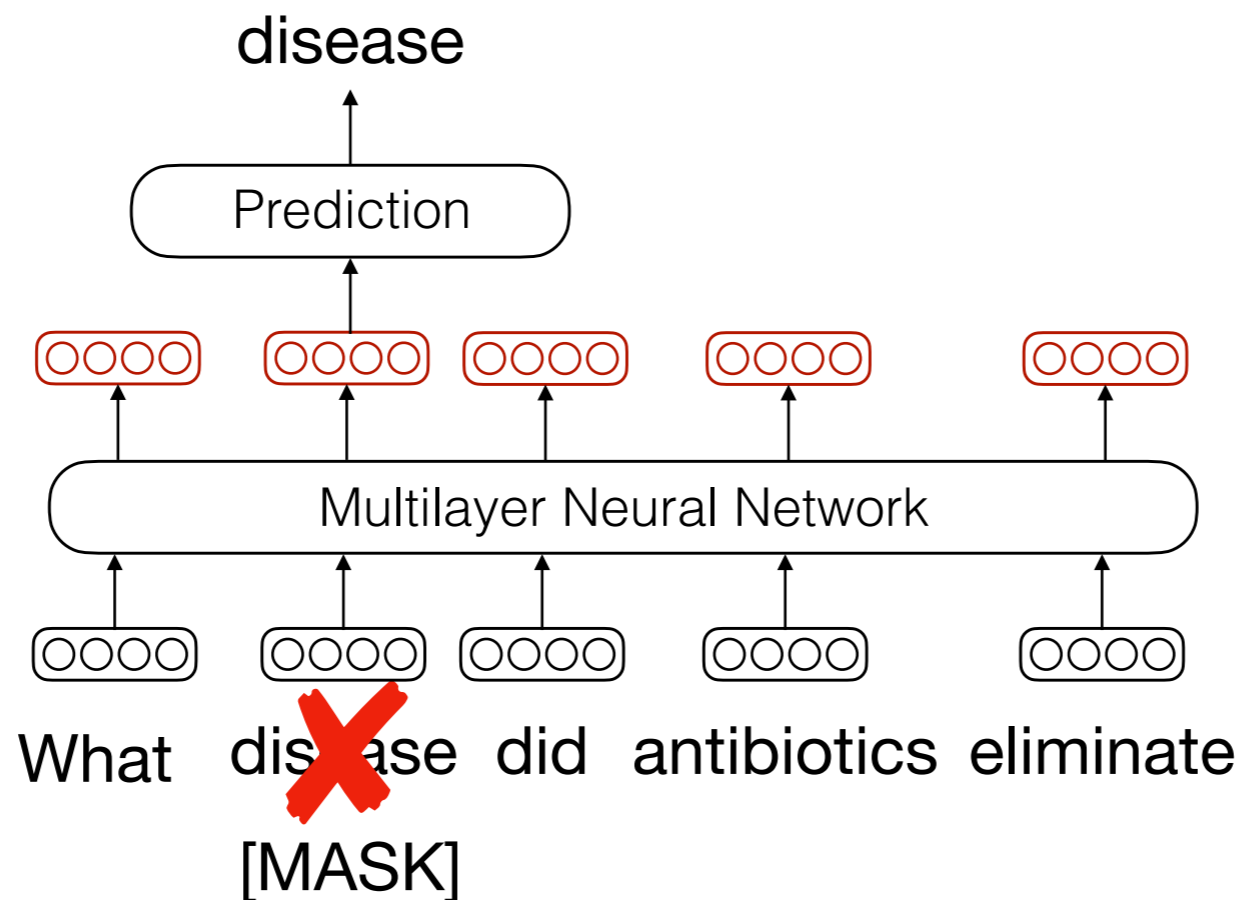 disease
Prediction
Multilayer Neural Network
What disease did antibiotics eliminate
[MASK]